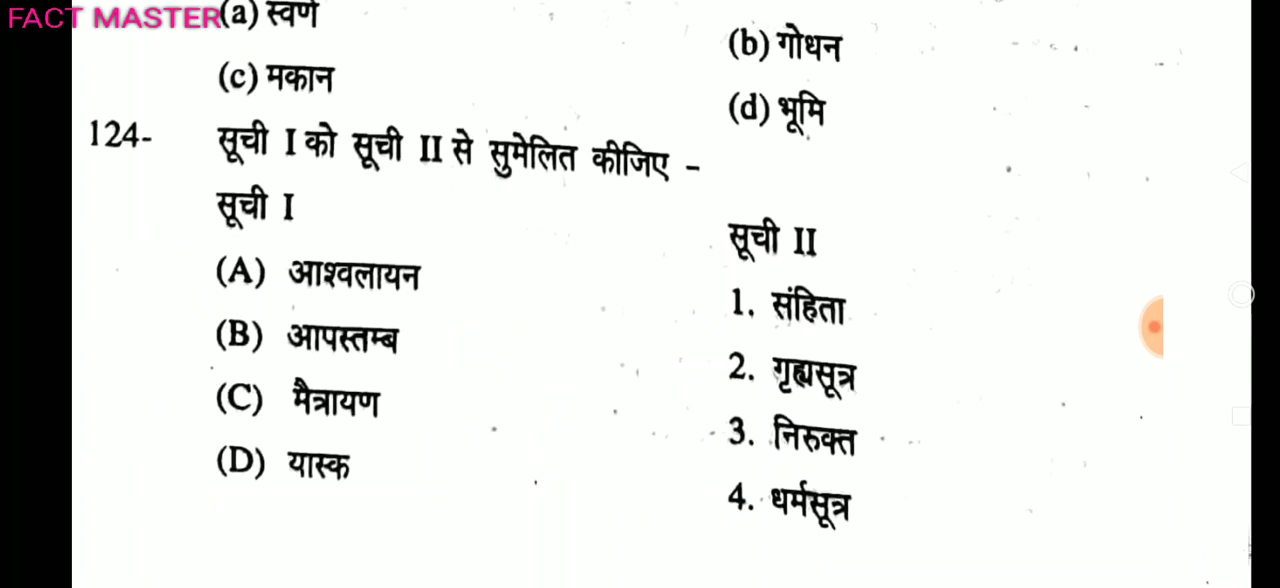 FACT MASTER
(a) स्वर्ण
(b) गोधन
(c) मकान
(d) भूमि
124- सूची I को सूची II से सुमेलित कीजिए -
सूची I
सूची II
(A) आश्वलायन
1. संहिता
(B) आपस्तम्ब
2. गृह्यसूत्र
(C) मैत्रायण
3. निरुक्त
(D) यास्क
4. धर्मसूत्र